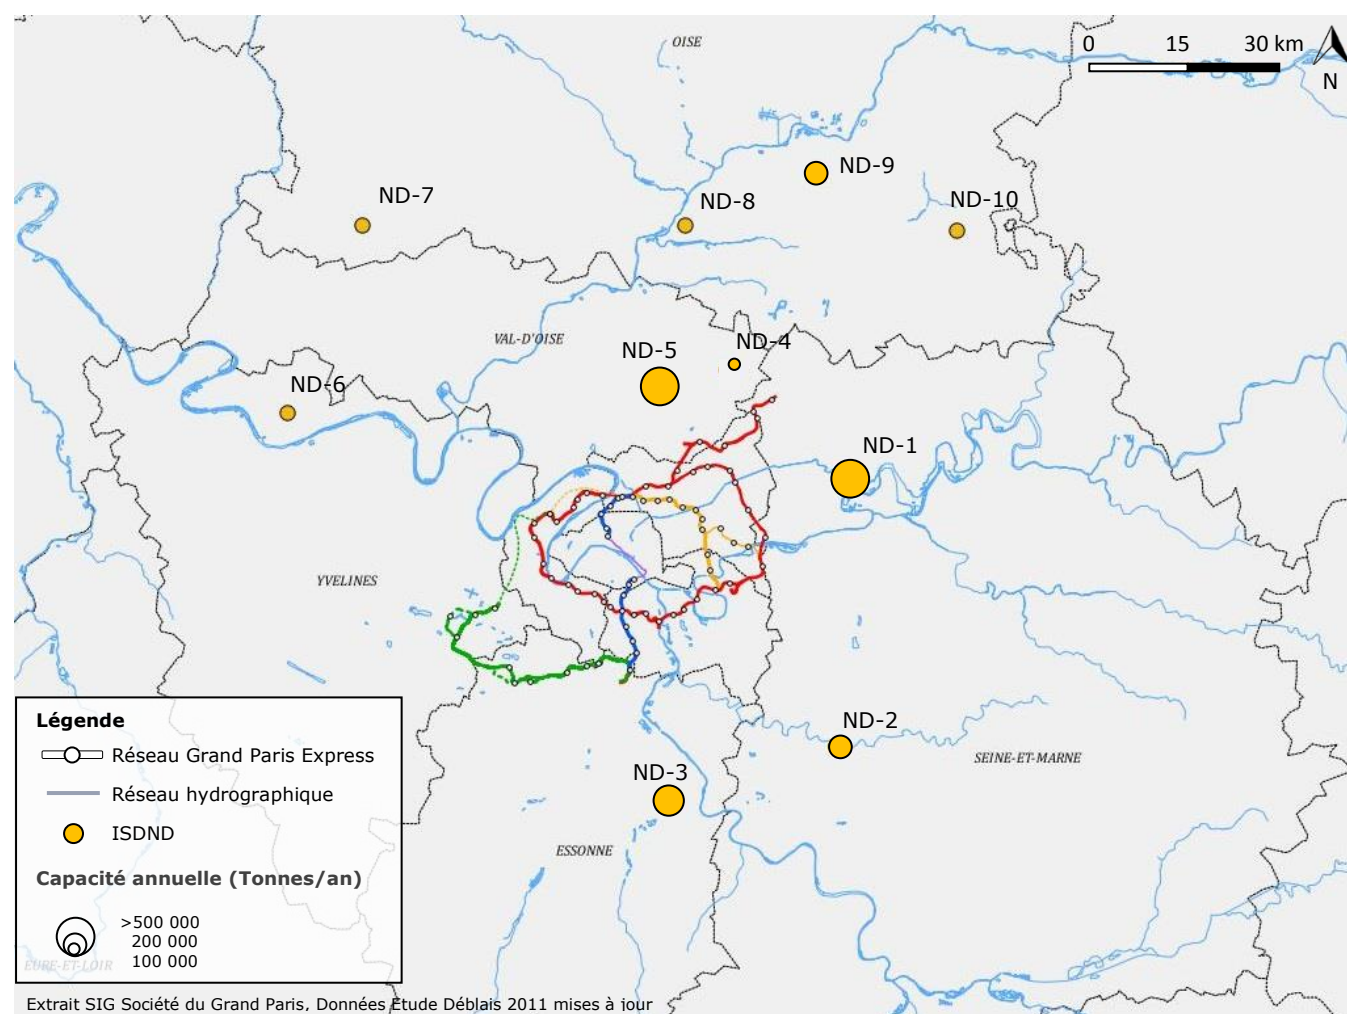 OISE
0 15 30 km
N
ND-9
ND-7
ND-8
ND-10
VAL-D'OISE
ND-5
ND-4
ND-6
ND-1
YVELINES
ND-2
SEINE-ET-MARNE
ND-3
ESSONNE
Légende
Réseau Grand Paris Express
Réseau hydrographique
ISDND
Capacité annuelle (Tonnes/an)
>500 000
200 000
100 000
EURE-ET-LOIR
Extrait SIG Société du Grand Paris, Données Etude Déblais 2011 mises à jour